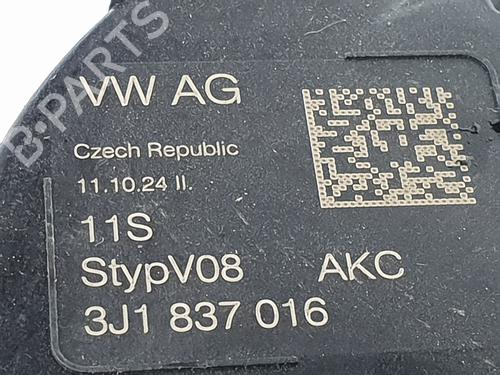 B-PARTS
VW AG
Czech Republic
11.10.24 II.
11S
StypV08 AKC
3J1 837 016